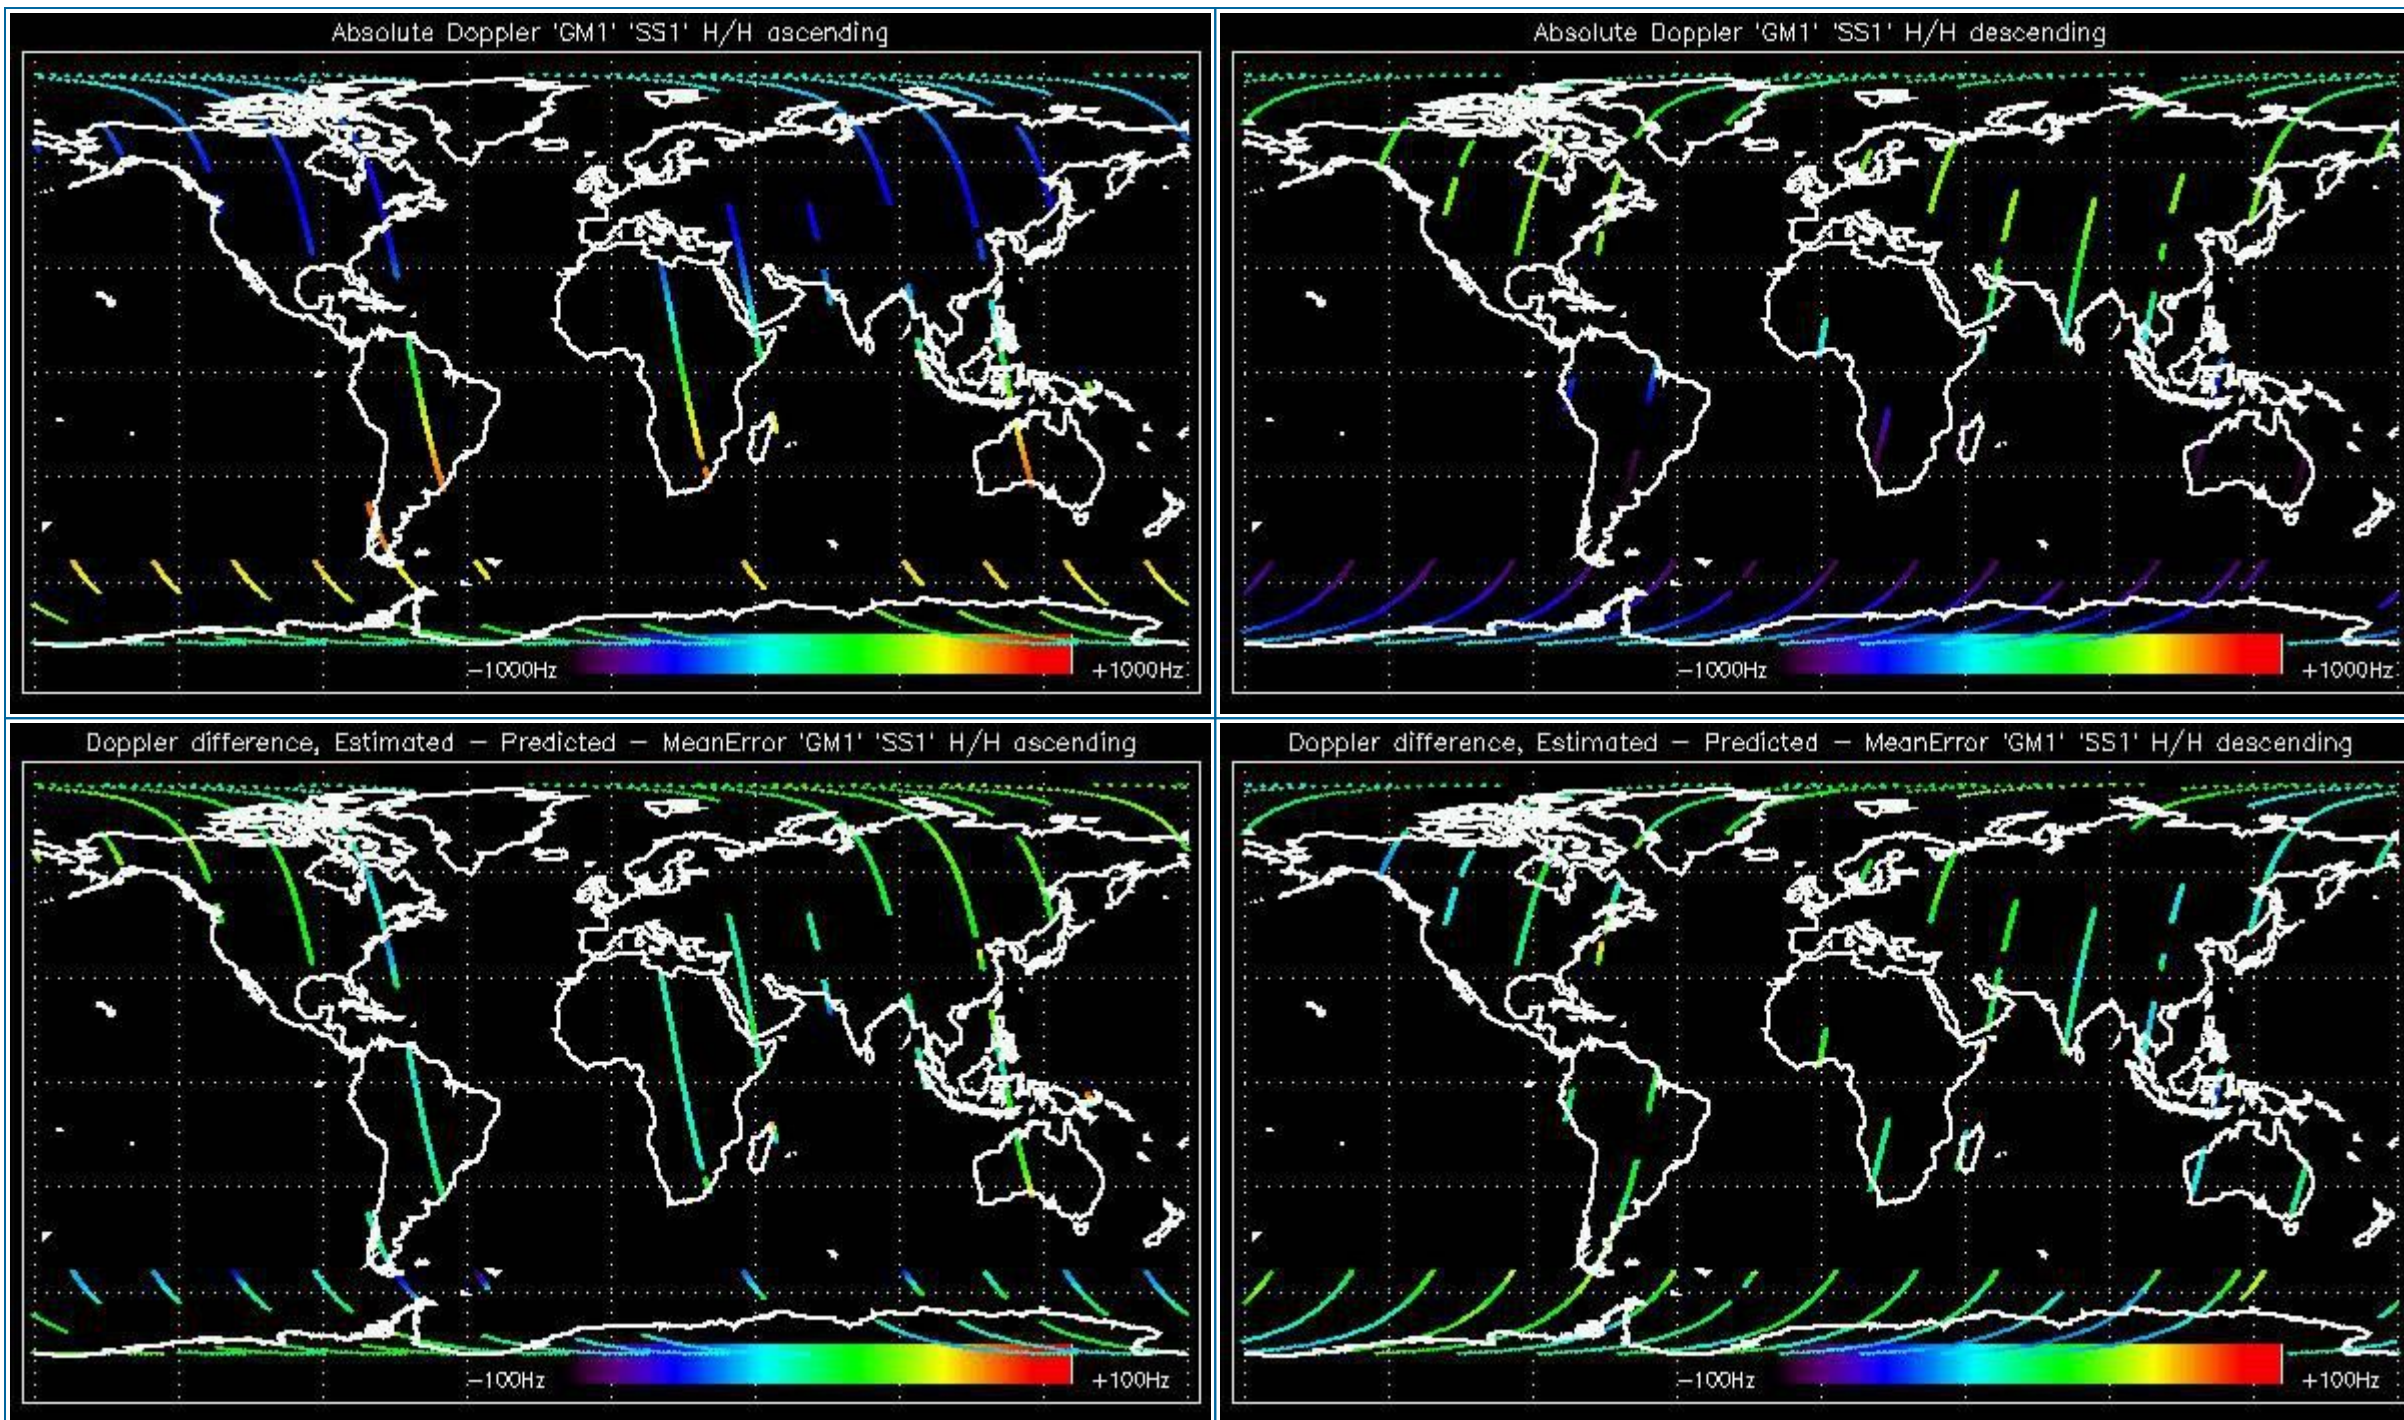 Absolute Doppler 'GM1' 'SS1' H/H ascending
−1000Hz
+1000Hz
Absolute Doppler 'GM1' 'SS1' H/H descending
−1000Hz
+1000Hz
Doppler difference, Estimated − Predicted − MeanError 'GM1' 'SS1' H/H ascending
−100Hz
+100Hz
Doppler difference, Estimated − Predicted − MeanError 'GM1' 'SS1' H/H descending
−100Hz
+100Hz